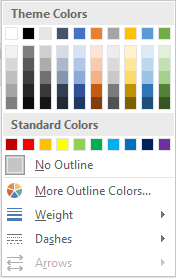 Theme Colors
Standard Colors
No Outline
More Outline Colors...
Weight
Dashes
Arrows